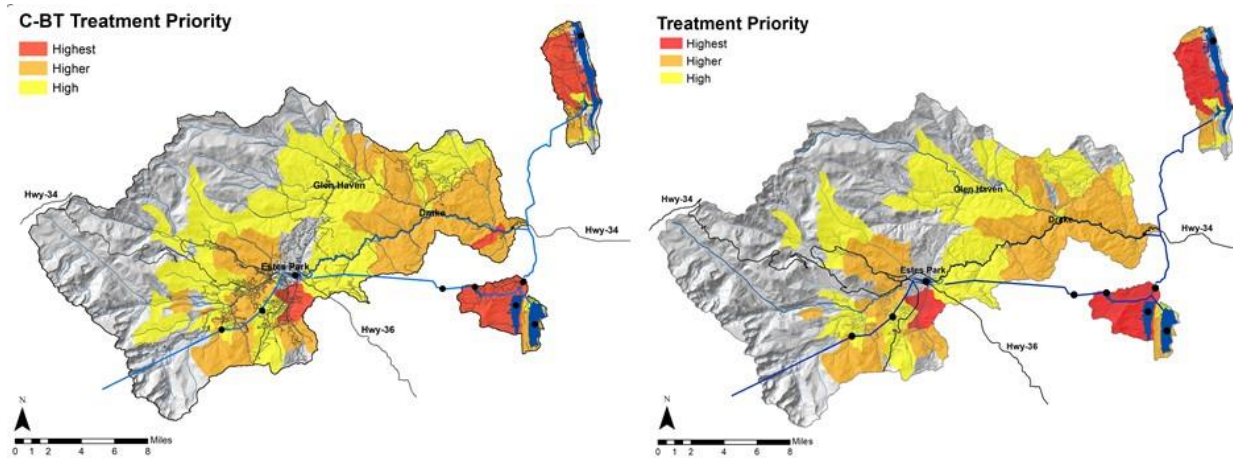 C-BT Treatment Priority
Highest
Higher
High
Glen Haven
Hwy-34
Drake
Hwy-34
Estes Park
Hwy-36
N
Miles
0 1 2 4 6 8
Treatment Priority
Highest
Higher
High
Glen Haven
Hwy-34
Drake
Hwy-34
Estes Park
Hwy-36
N
Miles
0 1 2 4 6 8